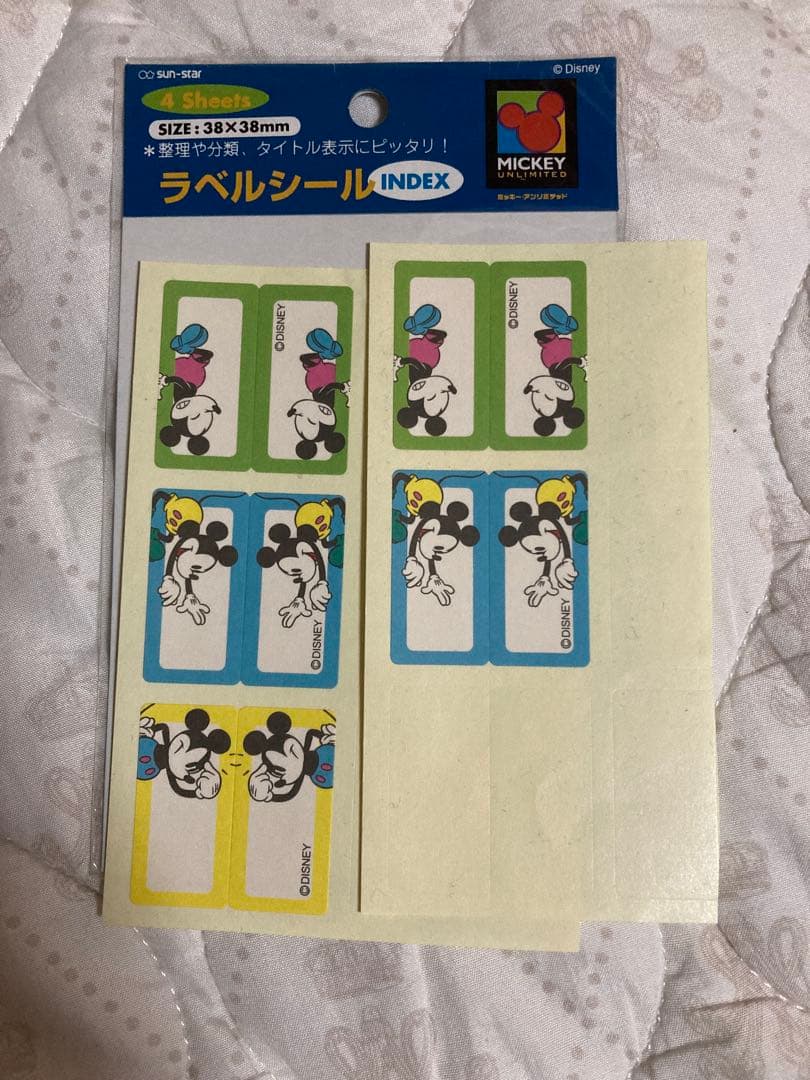 sun-star
© Disney
4 Sheets
SIZE : 38×38mm
＊整理や分類、タイトル表示にピッタリ！
ラベルシール INDEX
MICKEY
UNLIMITED
ミッキー・アンリミテッド
©DISNEY
©DISNEY
©DISNEY
©DISNEY
©DISNEY